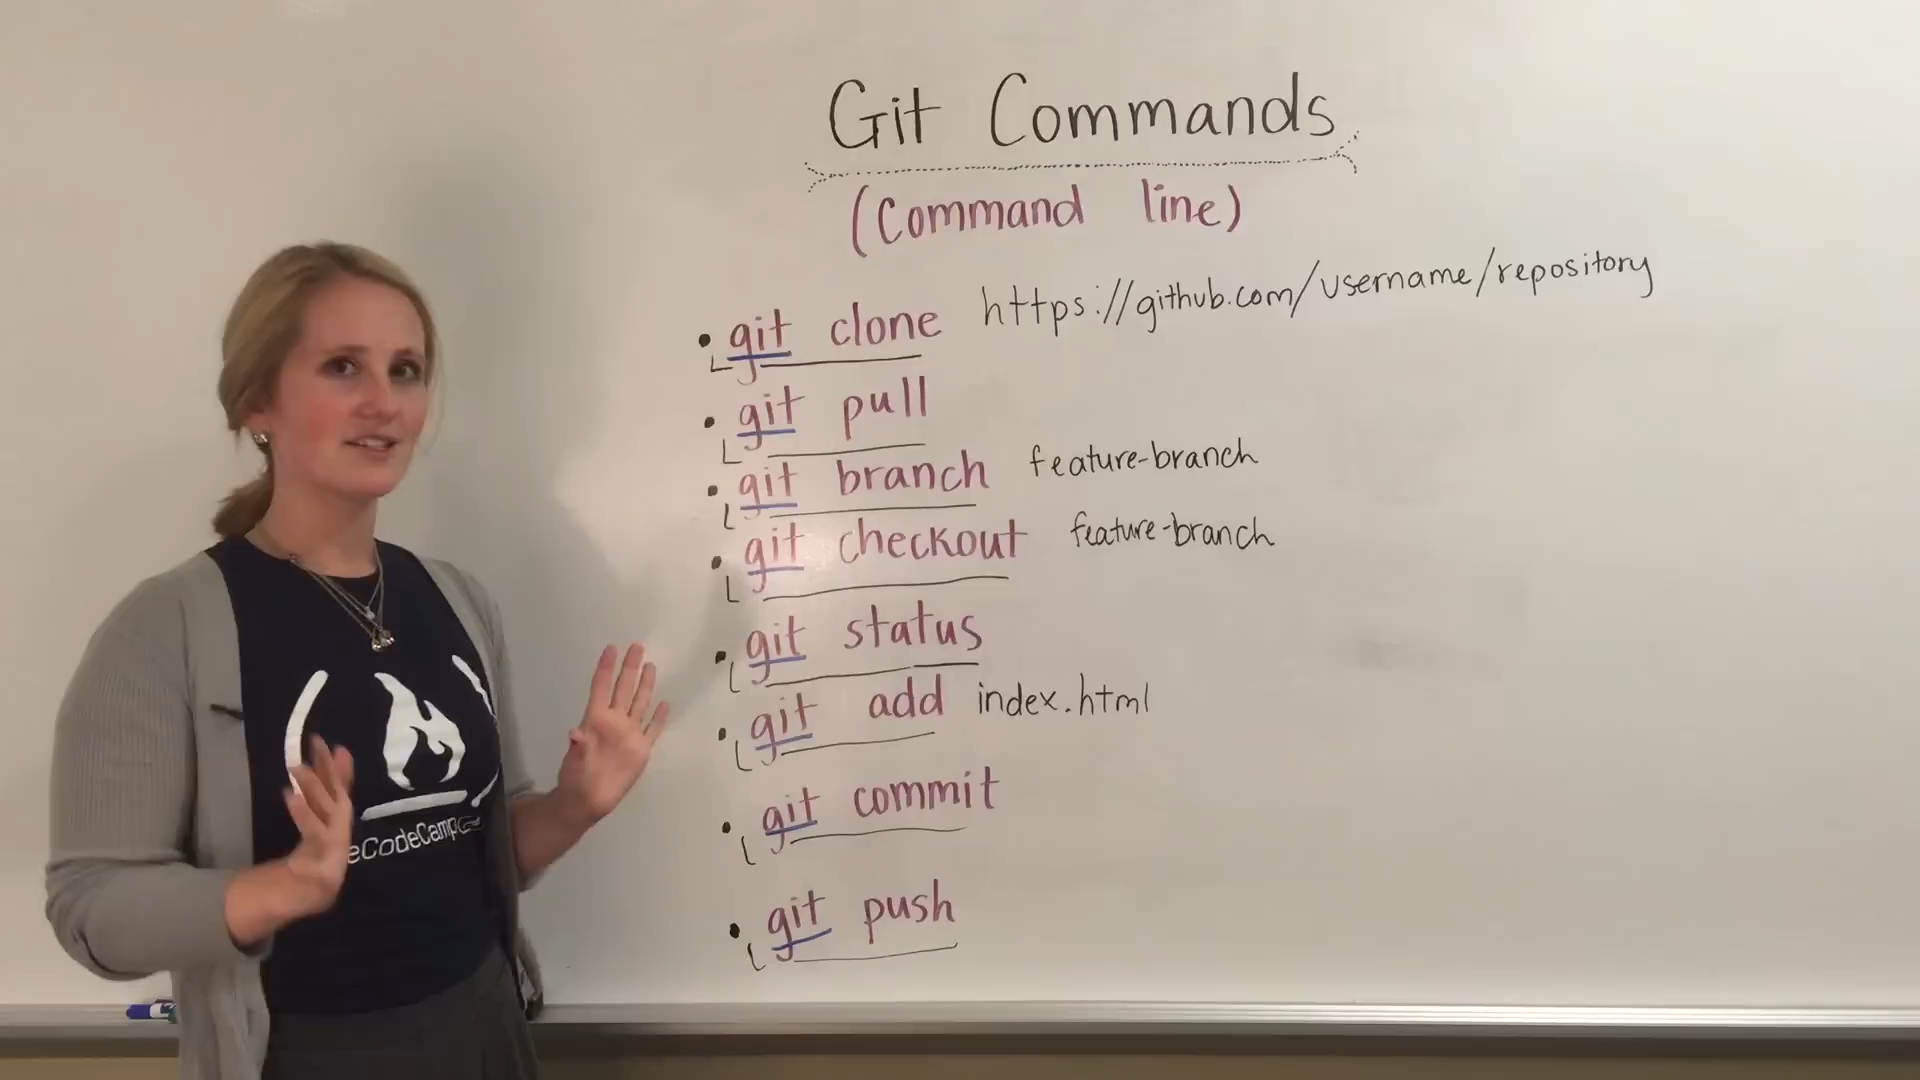 Git Commands
(Command line)
• git clone https://github.com/username/repository
• git pull
• git branch feature-branch
• git checkout feature-branch
• git status
• git add index.html
• git commit
• git push
eCodeCamp